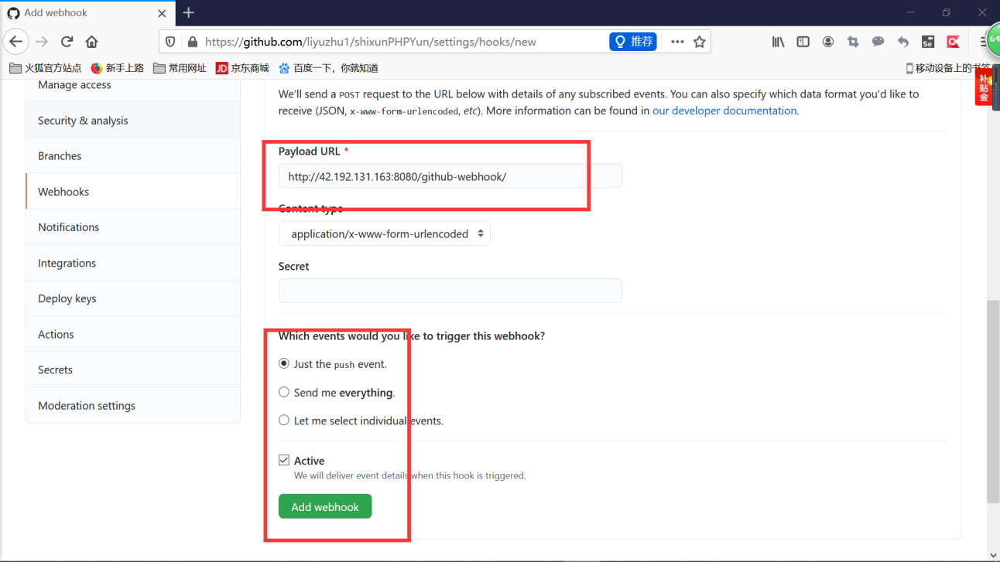 Add webhook
https://github.com/liyuzhu1/shixunPHPYun/settings/hooks/new
推荐
Se
64
火狐官方站点
新手上路
常用网址
JD 京东商城
百度一下，你就知道
移动设备上的书签
补贴金
Manage access
Security & analysis
Branches
Webhooks
Notifications
Integrations
Deploy keys
Actions
Secrets
Moderation settings
We'll send a POST request to the URL below with details of any subscribed events. You can also specify which data format you'd like to
receive (JSON, x-www-form-urlencoded, etc). More information can be found in our developer documentation.
Payload URL *
http://42.192.131.163:8080/github-webhook/
Content type
application/x-www-form-urlencoded
Secret
Which events would you like to trigger this webhook?
Just the push event.
Send me everything.
Let me select individual events.
Active
We will deliver event details when this hook is triggered.
Add webhook